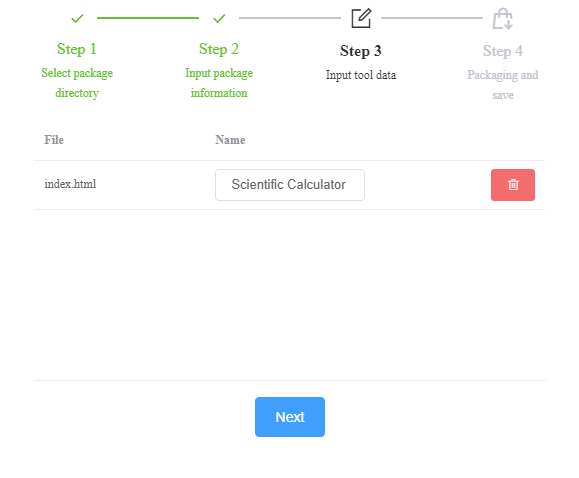 Step 1
Select package
directory
Step 2
Input package
information
Step 3
Input tool data
Step 4
Packaging and
save
File Name
index.html Scientific Calculator
Next